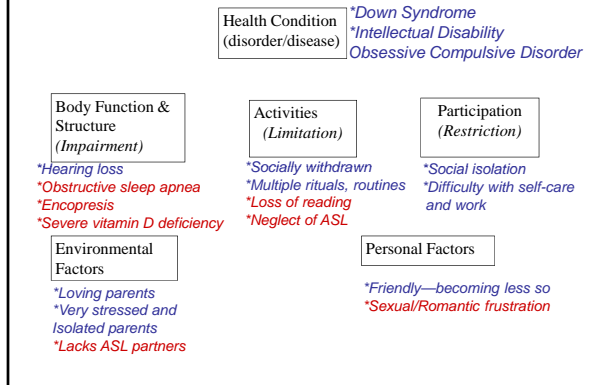 Health Condition
(disorder/disease)
*Down Syndrome
*Intellectual Disability
Obsessive Compulsive Disorder
Body Function &
Structure
(Impairment)
*Hearing loss
*Obstructive sleep apnea
*Encopresis
*Severe vitamin D deficiency
Activities
(Limitation)
*Socially withdrawn
*Multiple rituals, routines
*Loss of reading
*Neglect of ASL
Participation
(Restriction)
*Social isolation
*Difficulty with self-care
and work
Environmental
Factors
*Loving parents
*Very stressed and
Isolated parents
*Lacks ASL partners
Personal Factors
*Friendly—becoming less so
*Sexual/Romantic frustration